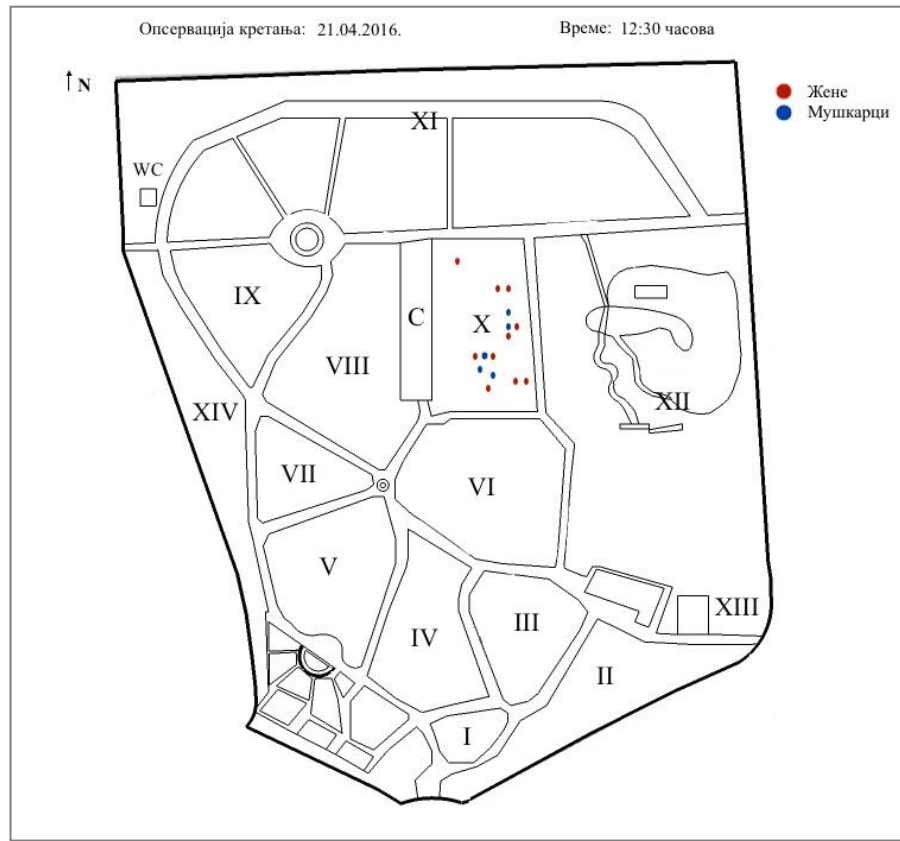 Опсервација кретања: 21.04.2016. Време: 12:30 часова
N
Жене
Мушкарци
XI
WC
IX
C
X
VIII
XII
XIV
VII
VI
V
XIII
III
IV
II
I